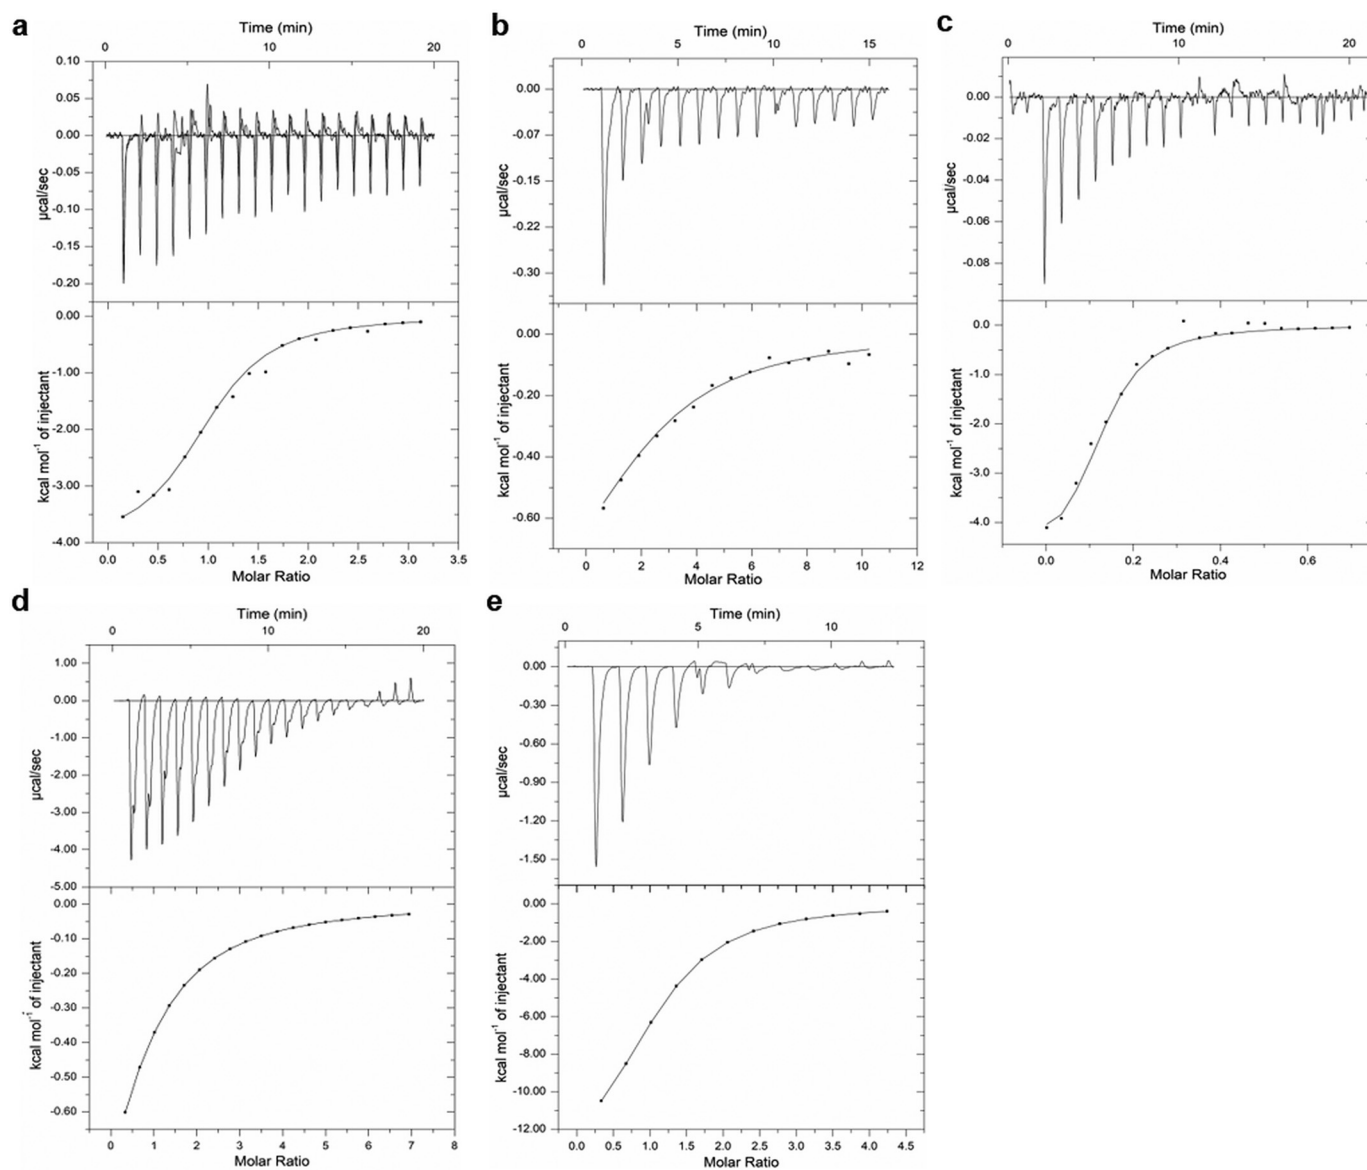 a
Time (min)
0 10 20
0.10
0.05
0.00
-0.05
-0.10
-0.15
-0.20
µcal/sec
0.00
-1.00
-2.00
-3.00
-4.00
kcal mol⁻¹ of injectant
0.0 0.5 1.0 1.5 2.0 2.5 3.0 3.5
Molar Ratio
b
Time (min)
0 5 10 15
0.00
-0.07
-0.15
-0.22
-0.30
µcal/sec
0.00
-0.20
-0.40
-0.60
kcal mol⁻¹ of injectant
0 2 4 6 8 10 12
Molar Ratio
c
Time (min)
0 10 20
0.00
-0.02
-0.04
-0.06
-0.08
µcal/sec
0.0
-1.0
-2.0
-3.0
-4.0
kcal mol⁻¹ of injectant
0.0 0.2 0.4 0.6
Molar Ratio
d
Time (min)
0 10 20
1.00
0.00
-1.00
-2.00
-3.00
-4.00
-5.00
µcal/sec
0.00
-0.10
-0.20
-0.30
-0.40
-0.50
-0.60
kcal mol⁻¹ of injectant
0 1 2 3 4 5 6 7 8
Molar Ratio
e
Time (min)
0 5 10
0.00
-0.30
-0.60
-0.90
-1.20
-1.50
µcal/sec
0.00
-2.00
-4.00
-6.00
-8.00
-10.00
-12.00
kcal mol⁻¹ of injectant
0.0 0.5 1.0 1.5 2.0 2.5 3.0 3.5 4.0 4.5
Molar Ratio